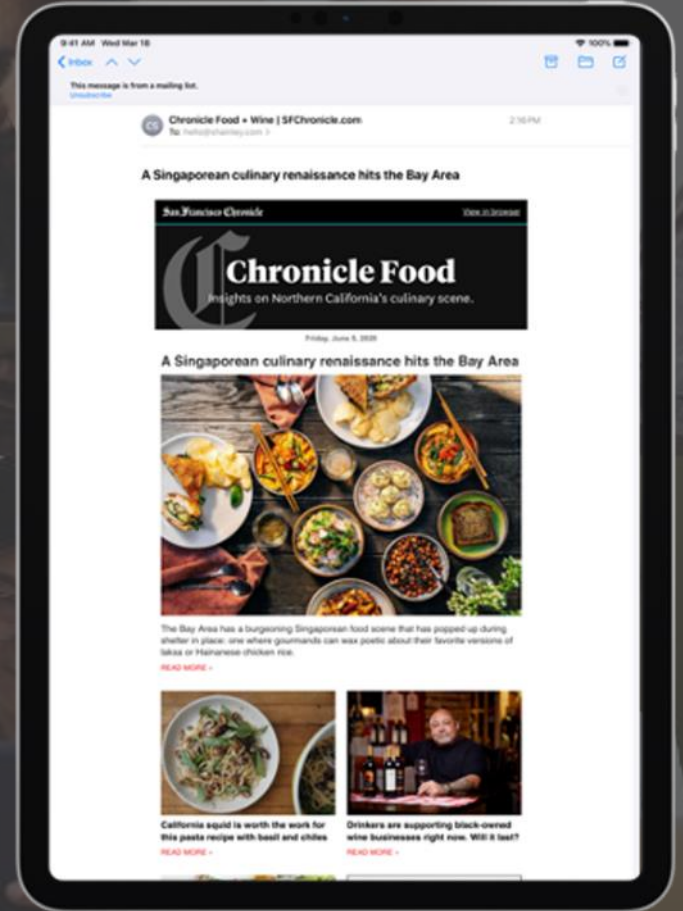 9:41 AM Wed Mar 18
100%
Inbox
This message is from a mailing list.
Unsubscribe
CS
Chronicle Food + Wine | SFChronicle.com
2:16 PM
To:
A Singaporean culinary renaissance hits the Bay Area
San Francisco Chronicle
View in browser
C
Chronicle Food
Insights on Northern California's culinary scene.
Friday, June 5, 2020
A Singaporean culinary renaissance hits the Bay Area
The Bay Area has a burgeoning Singaporean food scene that has popped up during
shelter in place: one where gourmands can wax poetic about their favorite versions of
laksa or Hainanese chicken rice.
READ MORE »
California squid is worth the work for
this pasta recipe with basil and chiles
READ MORE »
Drinkers are supporting black-owned
wine businesses right now. Will it last?
READ MORE »